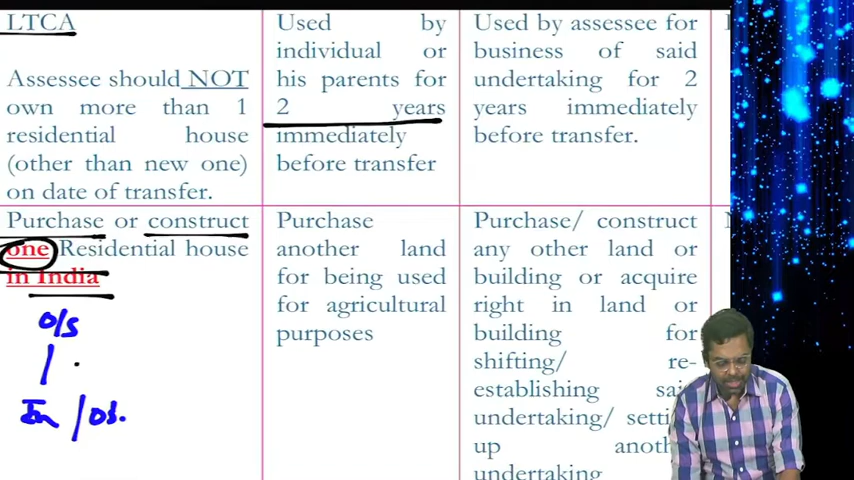 LTCA
Assessee should NOT
own more than 1
residential house
(other than new one)
on date of transfer.
Used by
individual or
his parents for
2 years
immediately
before transfer
Used by assessee for
business of said
undertaking for 2
years immediately
before transfer.
Purchase or construct
one Residential house
in India
O/S
In / OS.
Purchase
another land
for being used
for agricultural
purposes
Purchase/ construct
any other land or
building or acquire
right in land or
building for
shifting/ re-
establishing
undertaking/
up
undertaking